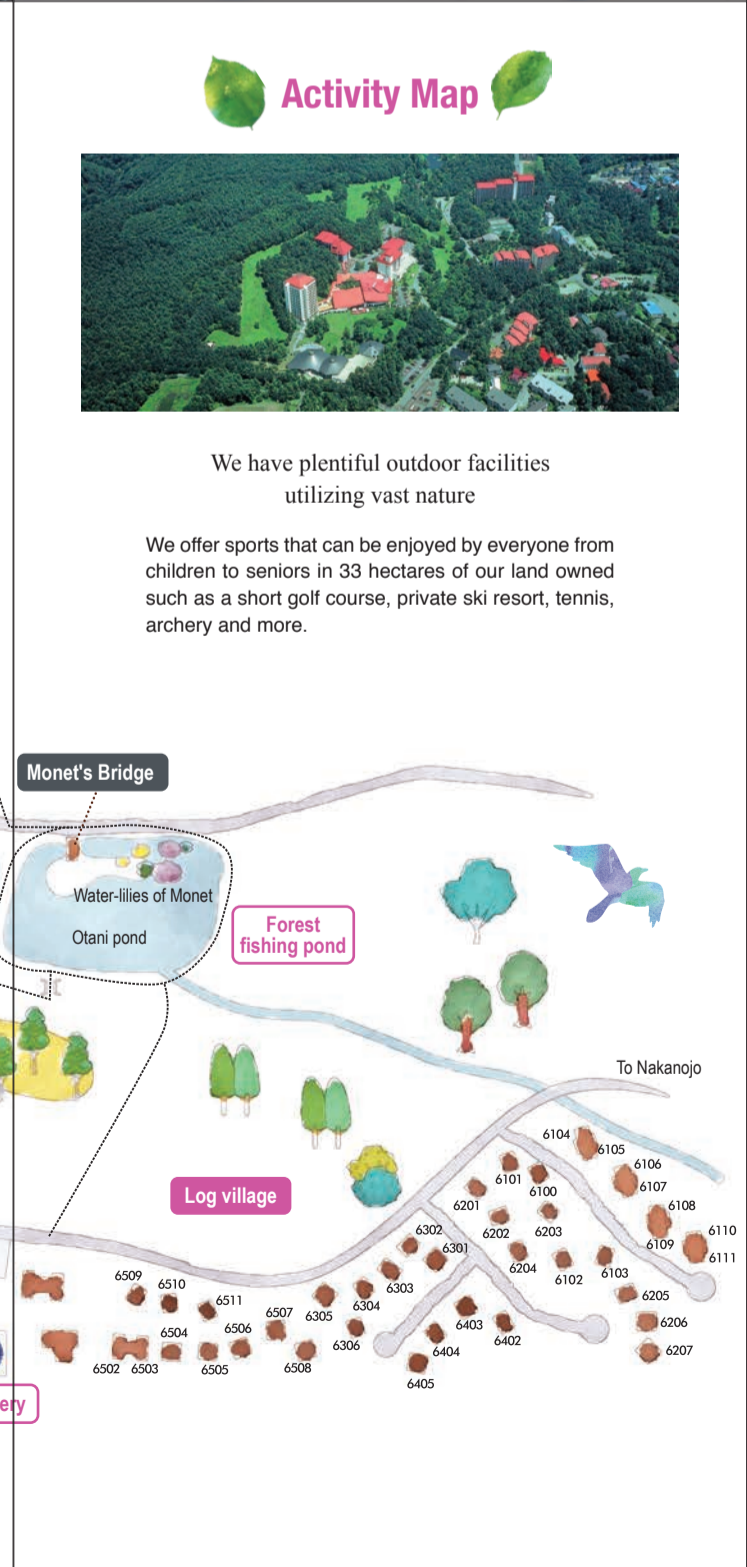 Activity Map
We have plentiful outdoor facilities
utilizing vast nature
We offer sports that can be enjoyed by everyone from
children to seniors in 33 hectares of our land owned
such as a short golf course, private ski resort, tennis,
archery and more.
Monet's Bridge
Water-lilies of Monet
Otani pond
Forest
fishing pond
To Nakanojo
Log village
6104
6105
6106
6107
6108
6109
6110
6111
6101
6100
6201
6202
6203
6204
6102
6103
6205
6206
6207
6302
6301
6303
6304
6305
6306
6403
6402
6404
6405
6509
6510
6511
6507
6504
6506
6502
6503
6505
6508
ery